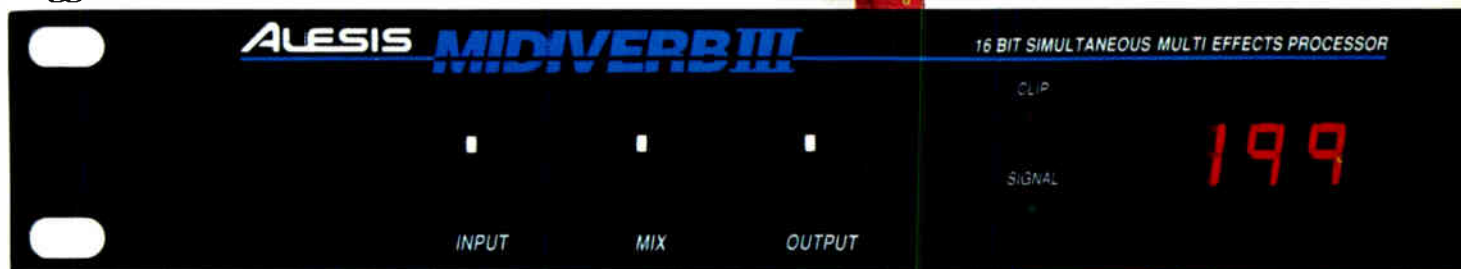 ALESIS MIDIVERB III 16 BIT SIMULTANEOUS MULTI EFFECTS PROCESSOR
CLIP
199
SIGNAL
INPUT MIX OUTPUT